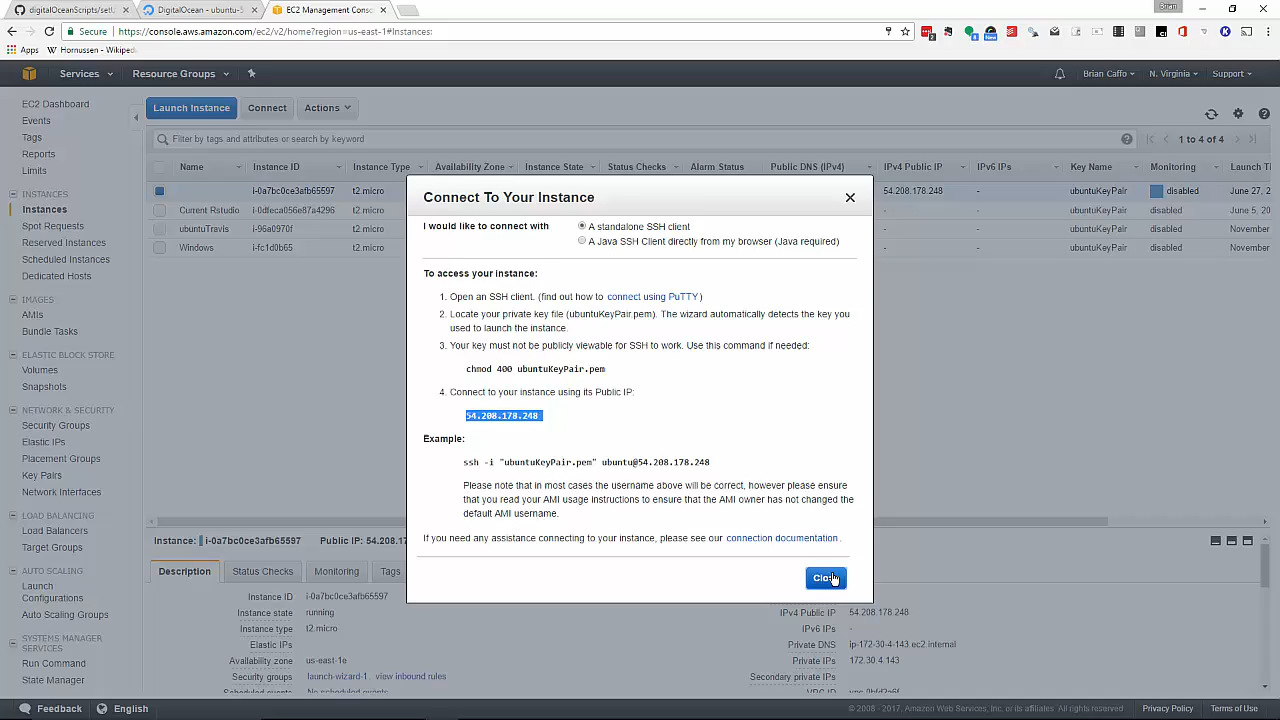 digitalOceanScripts/setU
DigitalOcean - ubuntu-5
EC2 Management Conso
Brian
Secure
https://console.aws.amazon.com/ec2/v2/home?region=us-east-1#Instances:
Apps
Hornussen - Wikiped
Services
Resource Groups
Brian Caffo
N. Virginia
Support
EC2 Dashboard
Events
Tags
Reports
Limits
INSTANCES
Instances
Spot Requests
Reserved Instances
Scheduled Instances
Dedicated Hosts
IMAGES
AMIs
Bundle Tasks
ELASTIC BLOCK STORE
Volumes
Snapshots
NETWORK & SECURITY
Security Groups
Elastic IPs
Placement Groups
Key Pairs
Network Interfaces
LOAD BALANCING
Load Balancers
Target Groups
AUTO SCALING
Launch
Configurations
Auto Scaling Groups
SYSTEMS MANAGER
SERVICES
Run Command
State Manager
Launch Instance
Connect
Actions
Filter by tags and attributes or search by keyword
1 to 4 of 4
Name Instance ID Instance Type Availability Zone Instance State Status Checks Alarm Status Public DNS (IPv4) IPv4 Public IP IPv6 IPs Key Name Monitoring Launch Ti
i-0a7bc0ce3afb65597 t2.micro 54.208.178.248 - ubuntuKeyPair disabled June 27, 2
Current Rstudio i-0dfeca056e87a4296 t2.micro - ubuntuKeyPair disabled June 5, 20
ubuntuTravis i-96a0970f t2.micro - ubuntuKeyPair disabled November
Windows i-fc1d0b65 t2.micro - ubuntuKeyPair disabled November
Connect To Your Instance
I would like to connect with
A standalone SSH client
A Java SSH Client directly from my browser (Java required)
To access your instance:
1. Open an SSH client. (find out how to connect using PuTTY)
2. Locate your private key file (ubuntuKeyPair.pem). The wizard automatically detects the key you
used to launch the instance.
3. Your key must not be publicly viewable for SSH to work. Use this command if needed:
chmod 400 ubuntuKeyPair.pem
4. Connect to your instance using its Public IP:
54.208.178.248
Example:
ssh -i "ubuntuKeyPair.pem" ubuntu@54.208.178.248
Please note that in most cases the username above will be correct, however please ensure
that you read your AMI usage instructions to ensure that the AMI owner has not changed the
default AMI username.
If you need any assistance connecting to your instance, please see our connection documentation .
Clo
Instance: i-0a7bc0ce3afb65597 Public IP: 54.208.17
Description
Status Checks
Monitoring
Tags
Instance ID i-0a7bc0ce3afb65597
Instance state running
IPv4 Public IP 54.208.178.248
Instance type t2.micro
IPv6 IPs -
Elastic IPs
Private DNS ip-172-30-4-143.ec2.internal
Availability zone us-east-1e
Private IPs 172.30.4.143
Security groups launch-wizard-1. view inbound rules
Secondary private IPs
Scheduled events No scheduled events
Feedback
English
© 2008 - 2017, Amazon Web Services, Inc. or its affiliates. All rights reserved.
Privacy Policy
Terms of Use